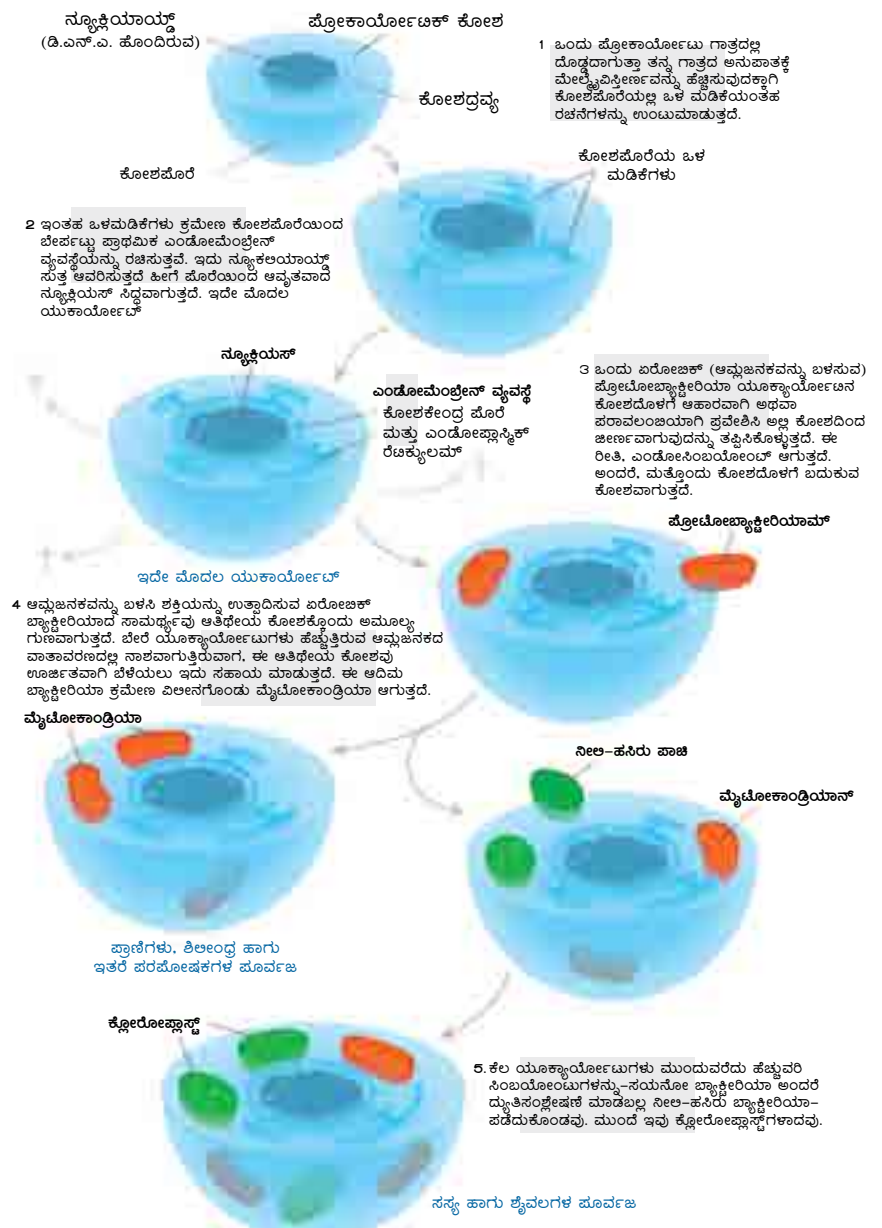 ನ್ಯೂಕ್ಲಿಯಾಯ್ಡ್
(ಡಿ.ಎನ್.ಎ. ಹೊಂದಿರುವ)
ಪ್ರೋಕಾರ್ಯೋಟಿಕ್ ಕೋಶ
ಕೋಶದ್ರವ್ಯ
ಕೋಶಪೊರೆ
1 ಒಂದು ಪ್ರೋಕಾರ್ಯೋಟು ಗಾತ್ರದಲ್ಲಿ
ದೊಡ್ಡದಾಗುತ್ತಾ ತನ್ನ ಗಾತ್ರದ ಅನುಪಾತಕ್ಕೆ
ಮೇಲ್ಮೈವಿಸ್ತೀರ್ಣವನ್ನು ಹೆಚ್ಚಿಸುವುದಕ್ಕಾಗಿ
ಕೋಶಪೊರೆಯಲ್ಲಿ ಒಳ ಮಡಿಕೆಯಂತಹ
ರಚನೆಗಳನ್ನು ಉಂಟುಮಾಡುತ್ತದೆ.
ಕೋಶಪೊರೆಯ ಒಳ
ಮಡಿಕೆಗಳು
2 ಇಂತಹ ಒಳಮಡಿಕೆಗಳು ಕ್ರಮೇಣ ಕೋಶಪೊರೆಯಿಂದ
ಬೇರ್ಪಟ್ಟು ಪ್ರಾಥಮಿಕ ಎಂಡೋಮೆಂಬ್ರೇನ್
ವ್ಯವಸ್ಥೆಯನ್ನು ರಚಿಸುತ್ತವೆ. ಇದು ನ್ಯೂಕಲಿಯಾಯ್ಡ್
ಸುತ್ತ ಆವರಿಸುತ್ತದೆ ಹೀಗೆ ಪೊರೆಯಿಂದ ಆವೃತವಾದ
ನ್ಯೂಕ್ಲಿಯಸ್ ಸಿದ್ಧವಾಗುತ್ತದೆ. ಇದೇ ಮೊದಲ
ಯುಕಾರ್ಯೋಟ್
ನ್ಯೂಕ್ಲಿಯಸ್
ಎಂಡೋಮೆಂಬ್ರೇನ್ ವ್ಯವಸ್ಥೆ
ಕೋಶಕೇಂದ್ರ ಪೊರೆ
ಮತ್ತು ಎಂಡೋಪ್ಲಾಸ್ಮಿಕ್
ರೆಟಿಕ್ಯುಲಮ್
ಇದೇ ಮೊದಲ ಯುಕಾರ್ಯೋಟ್
3 ಒಂದು ಏರೋಬಿಕ್ (ಆಮ್ಲಜನಕವನ್ನು ಬಳಸುವ)
ಪ್ರೋಟೋಬ್ಯಾಕ್ಟೀರಿಯಾ ಯೂಕ್ಯಾರ್ಯೋಟಿನ
ಕೋಶದೊಳಗೆ ಆಹಾರವಾಗಿ ಅಥವಾ
ಪರಾವಲಂಬಿಯಾಗಿ ಪ್ರವೇಶಿಸಿ ಅಲ್ಲಿ ಕೋಶದಿಂದ
ಜೀರ್ಣವಾಗುವುದನ್ನು ತಪ್ಪಿಸಿಕೊಳ್ಳುತ್ತದೆ. ಈ
ರೀತಿ, ಎಂಡೋಸಿಂಬಯೋಂಟ್ ಆಗುತ್ತದೆ.
ಅಂದರೆ, ಮತ್ತೊಂದು ಕೋಶದೊಳಗೆ ಬದುಕುವ
ಕೋಶವಾಗುತ್ತದೆ.
ಪ್ರೋಟೋಬ್ಯಾಕ್ಟೀರಿಯಾಮ್
4 ಆಮ್ಲಜನಕವನ್ನು ಬಳಸಿ ಶಕ್ತಿಯನ್ನು ಉತ್ಪಾದಿಸುವ ಏರೋಬಿಕ್
ಬ್ಯಾಕ್ಟೀರಿಯಾದ ಸಾಮರ್ಥ್ಯವು ಆತಿಥೇಯ ಕೋಶಕ್ಕೊಂದು ಅಮೂಲ್ಯ
ಗುಣವಾಗುತ್ತದೆ. ಬೇರೆ ಯೂಕ್ಯಾರ್ಯೋಟುಗಳು ಹೆಚ್ಚುತ್ತಿರುವ ಆಮ್ಲಜನಕದ
ವಾತಾವರಣದಲ್ಲಿ ನಾಶವಾಗುತ್ತಿರುವಾಗ, ಈ ಆತಿಥೇಯ ಕೋಶವು
ಊರ್ಜಿತವಾಗಿ ಬೆಳೆಯಲು ಇದು ಸಹಾಯ ಮಾಡುತ್ತದೆ. ಈ ಆದಿಮ
ಬ್ಯಾಕ್ಟೀರಿಯಾ ಕ್ರಮೇಣ ವಿಲೀನಗೊಂಡು ಮೈಟೋಕಾಂಡ್ರಿಯಾ ಆಗುತ್ತದೆ.
ಮೈಟೋಕಾಂಡ್ರಿಯಾ
ನೀಲಿ-ಹಸಿರು ಪಾಚಿ
ಮೈಟೋಕಾಂಡ್ರಿಯಾನ್
ಪ್ರಾಣಿಗಳು, ಶಿಲೀಂಧ್ರ ಹಾಗು
ಇತರೆ ಪರಪೋಷಕಗಳ ಪೂರ್ವಜ
ಕ್ಲೋರೋಪ್ಲಾಸ್ಟ್
5. ಕೆಲ ಯೂಕ್ಯಾರ್ಯೋಟುಗಳು ಮುಂದುವರೆದು ಹೆಚ್ಚುವರಿ
ಸಿಂಬಯೋಂಟುಗಳನ್ನು-ಸಯನೋ ಬ್ಯಾಕ್ಟೀರಿಯಾ ಅಂದರೆ
ದ್ಯುತಿಸಂಶ್ಲೇಷಣೆ ಮಾಡಬಲ್ಲ ನೀಲಿ-ಹಸಿರು ಬ್ಯಾಕ್ಟೀರಿಯಾ-
ಪಡೆದುಕೊಂಡವು. ಮುಂದೆ ಇವು ಕ್ಲೋರೋಪ್ಲಾಸ್ಟ್‌ಗಳಾದವು.
ಸಸ್ಯ ಹಾಗು ಶೈವಲಗಳ ಪೂರ್ವಜ